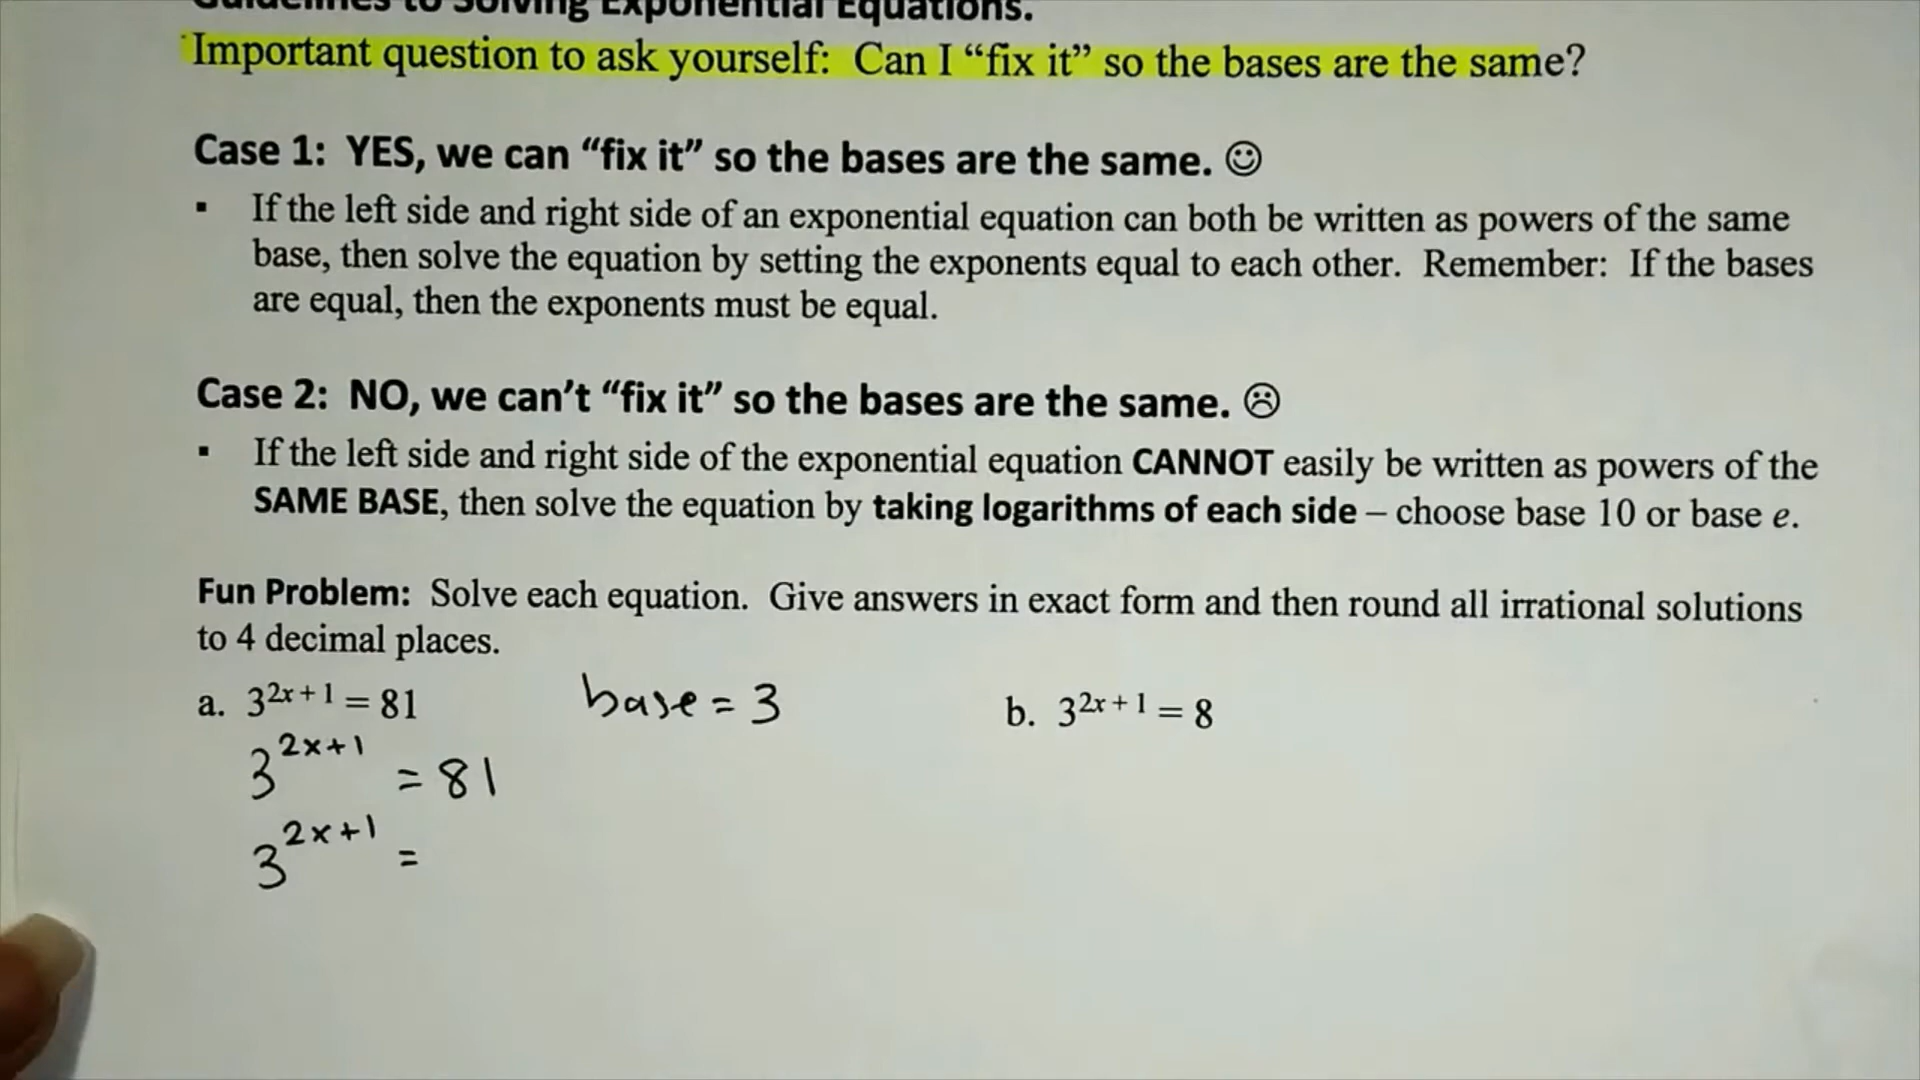 Guidelines to Solving Exponential Equations.
Important question to ask yourself: Can I “fix it” so the bases are the same?
Case 1: YES, we can “fix it” so the bases are the same. ☺
▪ If the left side and right side of an exponential equation can both be written as powers of the same
base, then solve the equation by setting the exponents equal to each other. Remember: If the bases
are equal, then the exponents must be equal.
Case 2: NO, we can’t “fix it” so the bases are the same. ☹
▪ If the left side and right side of the exponential equation CANNOT easily be written as powers of the
SAME BASE, then solve the equation by taking logarithms of each side – choose base 10 or base e.
Fun Problem: Solve each equation. Give answers in exact form and then round all irrational solutions
to 4 decimal places.
a. 3^{2x + 1} = 81 base = 3 b. 3^{2x + 1} = 8
3^{2x+1} = 81
3^{2x+1} =